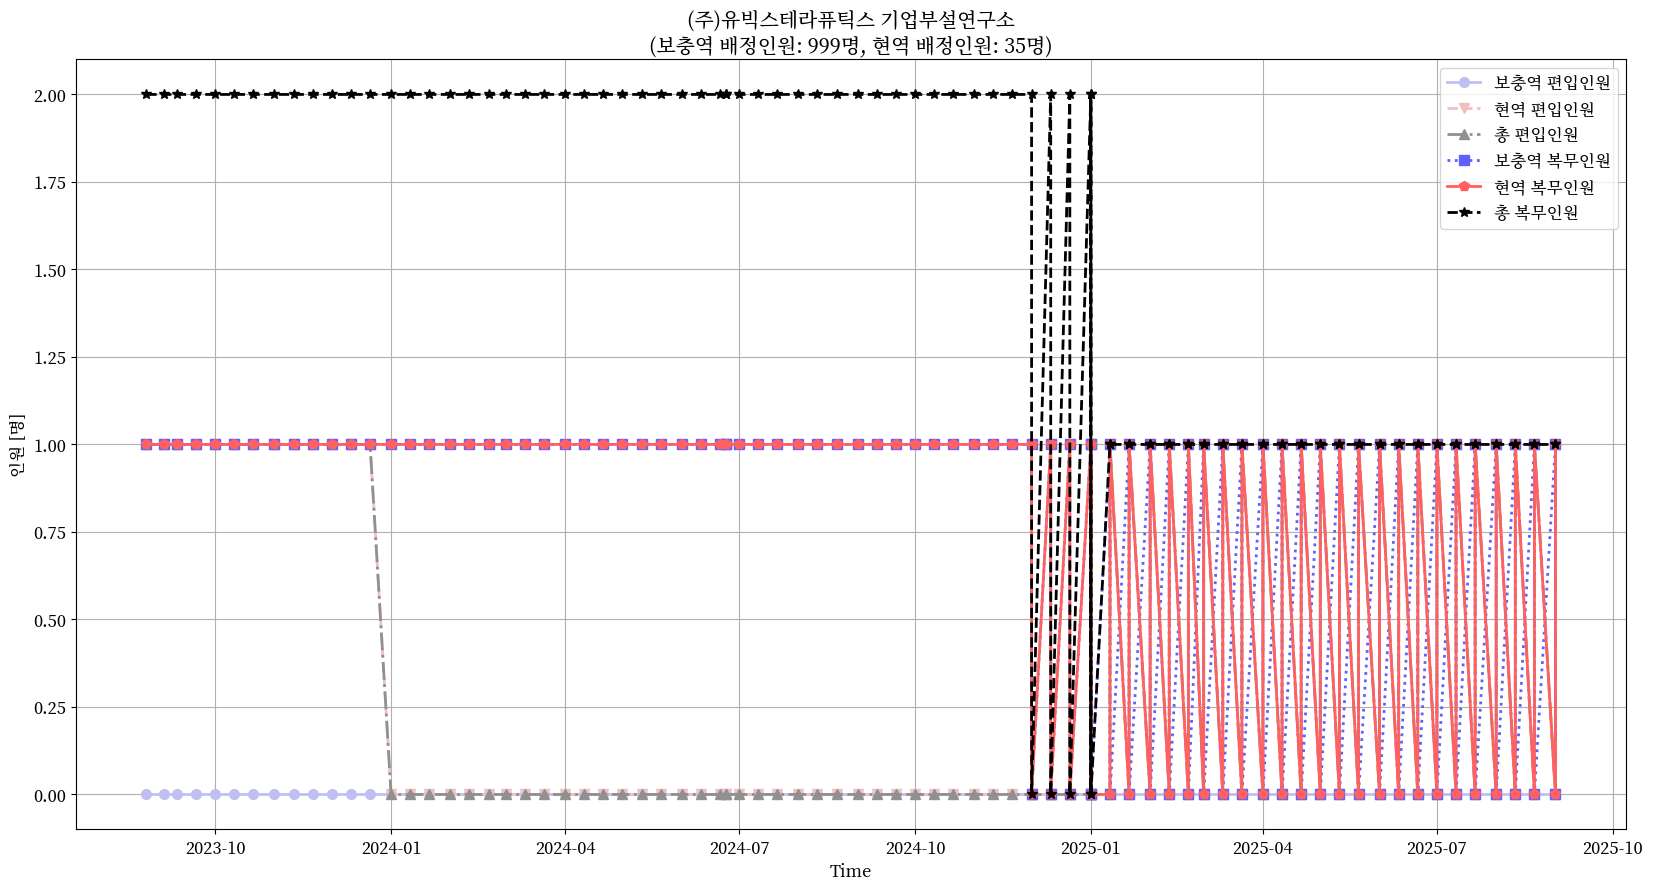 (주)유빅스테라퓨틱스 기업부설연구소
(보충역 배정인원: 999명, 현역 배정인원: 35명)
보충역 편입인원
현역 편입인원
총 편입인원
보충역 복무인원
현역 복무인원
총 복무인원
인원 [명]
2.00
1.75
1.50
1.25
1.00
0.75
0.50
0.25
0.00
2023-10
2024-01
2024-04
2024-07
2024-10
2025-01
2025-04
2025-07
2025-10
Time